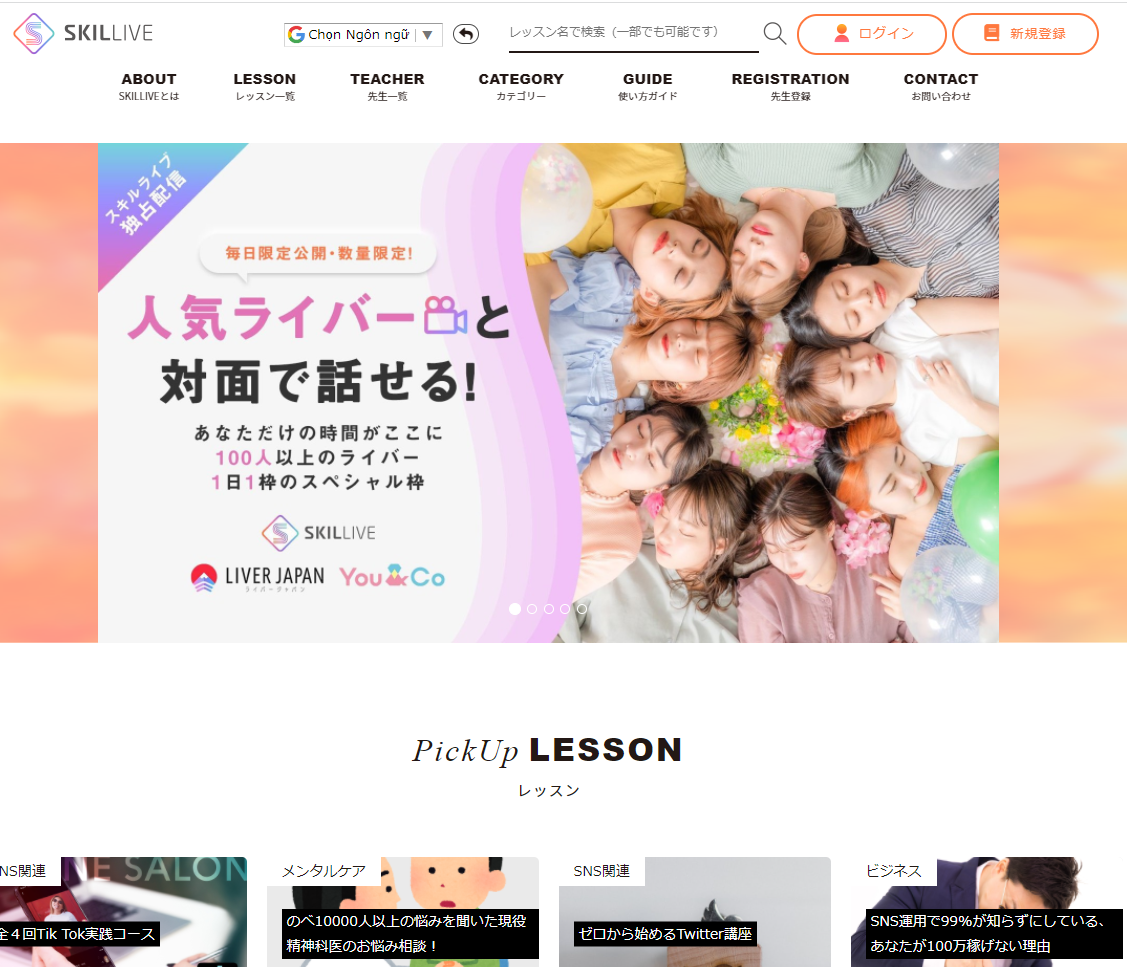 SKILLIVE
Chọn Ngôn ngữ ▼
レッスン名で検索（一部でも可能です）
ログイン
新規登録
ABOUT
SKILLIVEとは
LESSON
レッスン一覧
TEACHER
先生一覧
CATEGORY
カテゴリー
GUIDE
使い方ガイド
REGISTRATION
先生登録
CONTACT
お問い合わせ
スキルライブ
独占配信
毎日限定公開・数量限定!
人気ライバーと
対面で話せる!
あなただけの時間がここに
100人以上のライバー
1日1枠のスペシャル枠
SKILLIVE
LIVER JAPAN
ライバージャパン
You&Co
PickUp LESSON
レッスン
NS関連
NE SALON
全４回Tik Tok実践コース
メンタルケア
のべ10000人以上の悩みを聞いた現役
精神科医のお悩み相談！
SNS関連
ゼロから始めるTwitter講座
ビジネス
SNS運用で99%が知らずにしている、
あなたが100万稼げない理由